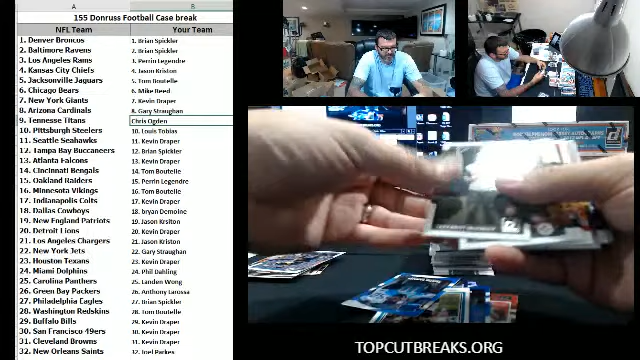 A B
155 Donruss Football Case break
NFL Team Your Team
1. Denver Broncos 1. Brian Spickler
2. Baltimore Ravens 2. Brian Spickler
3. Los Angeles Rams 3. Perrin Legendre
4. Kansas City Chiefs 4. Jason Kriston
5. Jacksonville Jaguars 5. Tom Boutelle
6. Chicago Bears 6. Mike Reed
7. New York Giants 7. Kevin Draper
8. Arizona Cardinals 8. Gary Straughan
9. Tennesse Titans Chris Ogden
10. Pittsburgh Steelers 10. Louis Tobias
11. Seattle Seahawks 11. Kevin Draper
12. Tampa Bay Buccaneers 12. Brian Spickler
13. Atlanta Falcons 13. Kevin Draper
14. Cincinnati Bengals 14. Tom Boutelle
15. Oakland Raiders 15. Perrin Legendre
16. Minnesota Vikings 16. Tom Boutelle
17. Indianapolis Colts 17. Kevin Draper
18. Dallas Cowboys 18. bryan Demoine
19. New England Patriots 19. Jason Krsiton
20. Detroit Lions 20. Kevin Draper
21. Los Angeles Chargers 21. Jason Kriston
22. New York Jets 22. Gary Straughan
23. Houston Texans 23. Kevin Draper
24. Miami Dolphins 24. Phil Dahling
25. Carolina Panthers 25. Landen Wong
26. Green Bay Packers 26. Anthony Larossa
27. Philadelphia Eagles 27. Brian Spickler
28. Washington Redskins 28. Tom Boutelle
29. Buffalo Bills 29. Kevin Draper
30. San Francisco 49ers 30. Kevin Draper
31. Cleveland Browns 31. Kevin Draper
32. New Orleans Saints 32. Joel Parkes
TOPCUTBREAKS.ORG